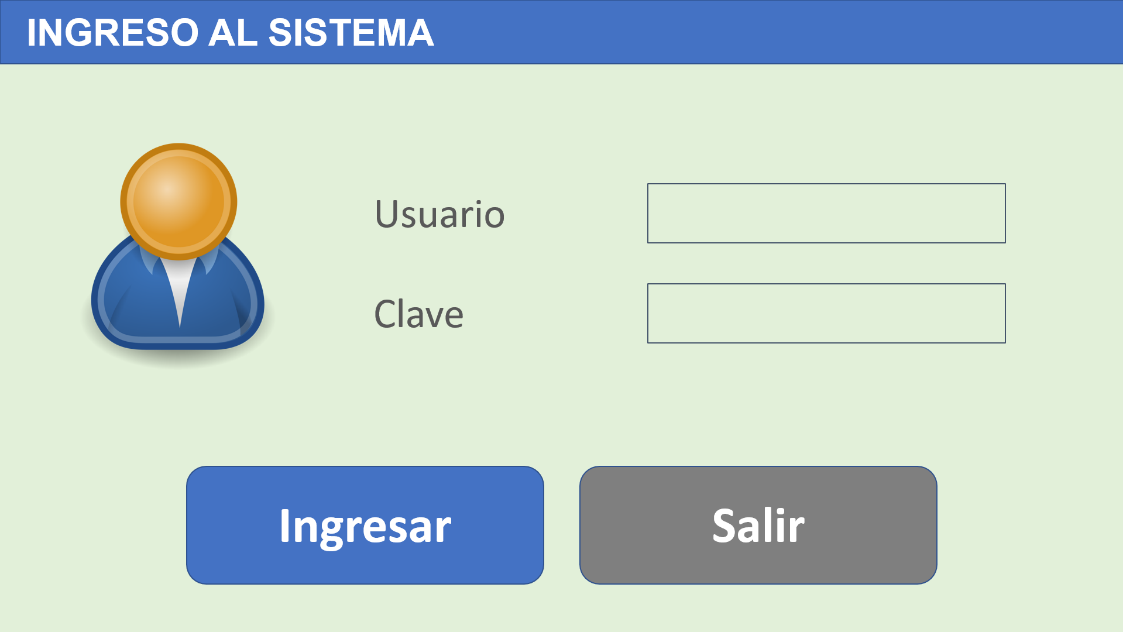 INGRESO AL SISTEMA
Usuario
Clave
Ingresar
Salir